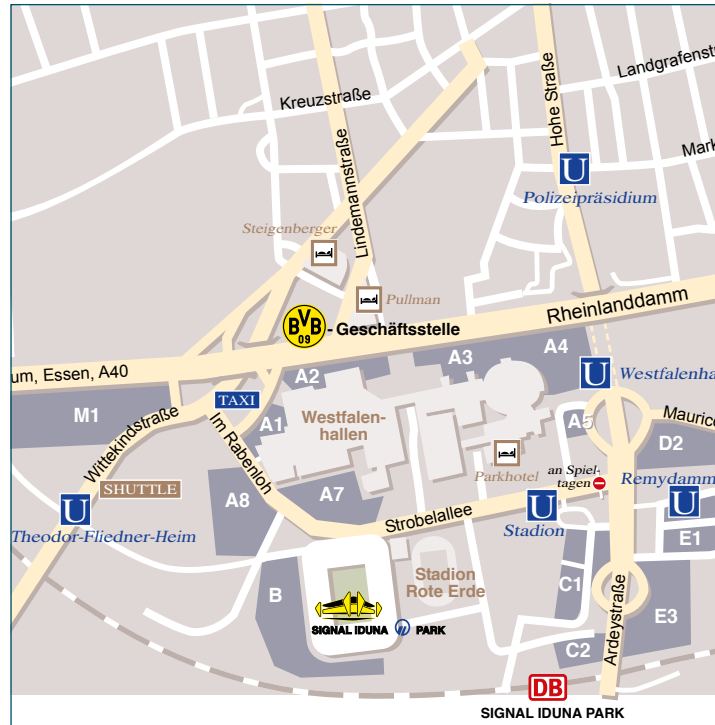 Landgrafenst
Kreuzstraße
Hohe Straße
Mark
U
Polizeipräsidium
Lindemannstraße
Steigenberger
Pullman
BVB 09
- Geschäftsstelle
Rheinlanddamm
um, Essen, A40
A2
A3
A4
U
Westfalenha
M1
TAXI
Wittekindstraße
Im Rabenloh
A1
Westfalen-
hallen
A5
Maurice
D2
Parkhotel
an Spiel-
tagen
Remydamm
SHUTTLE
A8
A7
U
Theodor-Fliedner-Heim
Strobelallee
U
Stadion
U
E1
B
Stadion
Rote Erde
C1
SIGNAL IDUNA PARK
Ardeystraße
E3
C2
DB
SIGNAL IDUNA PARK